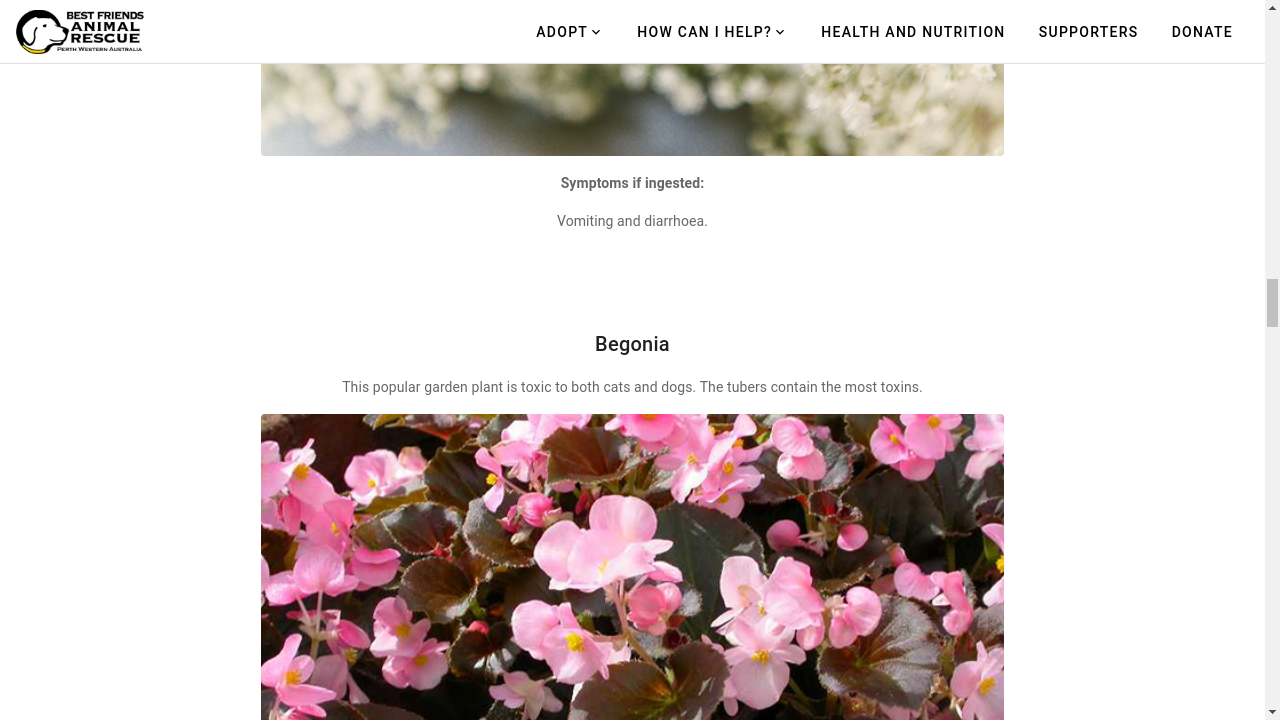 BEST FRIENDS
ANIMAL
RESCUE
PERTH WESTERN AUSTRALIA
ADOPT
HOW CAN I HELP?
HEALTH AND NUTRITION
SUPPORTERS
DONATE
Symptoms if ingested:
Vomiting and diarrhoea.
Begonia
This popular garden plant is toxic to both cats and dogs. The tubers contain the most toxins.